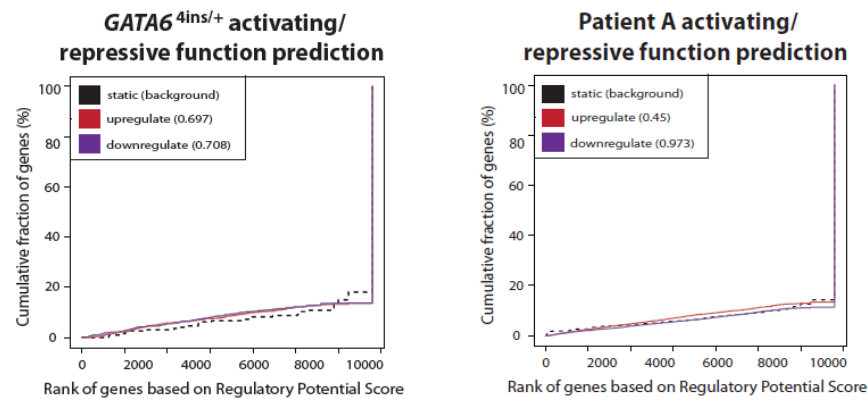 GATA6 4ins/+ activating/
repressive function prediction
Cumulative fraction of genes (%)
100
80
60
40
20
0
static (background)
upregulate (0.697)
downregulate (0.708)
0 2000 4000 6000 8000 10000
Rank of genes based on Regulatory Potential Score
Patient A activating/
repressive function prediction
Cumulative fraction of genes (%)
100
80
60
40
20
0
static (background)
upregulate (0.45)
downregulate (0.973)
0 2000 4000 6000 8000 10000
Rank of genes based on Regulatory Potential Score